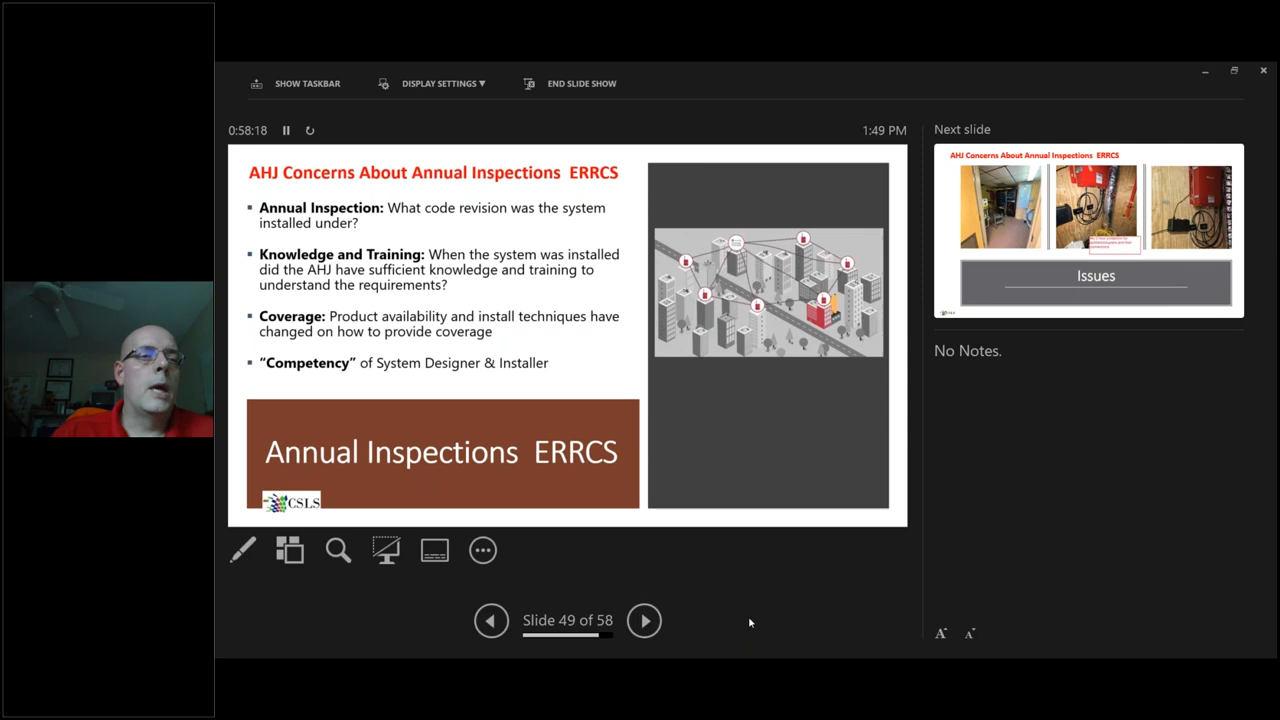 SHOW TASKBAR
DISPLAY SETTINGS ▼
END SLIDE SHOW
0:58:18
1:49 PM
AHJ Concerns About Annual Inspections ERRCS
▪ Annual Inspection: What code revision was the system
installed under?
▪ Knowledge and Training: When the system was installed
did the AHJ have sufficient knowledge and training to
understand the requirements?
▪ Coverage: Product availability and install techniques have
changed on how to provide coverage
▪ “Competency” of System Designer & Installer
Annual Inspections ERRCS
CSLS
Slide 49 of 58
Next slide
AHJ Concerns About Annual Inspections ERRCS
Issues
No Notes.
A
A